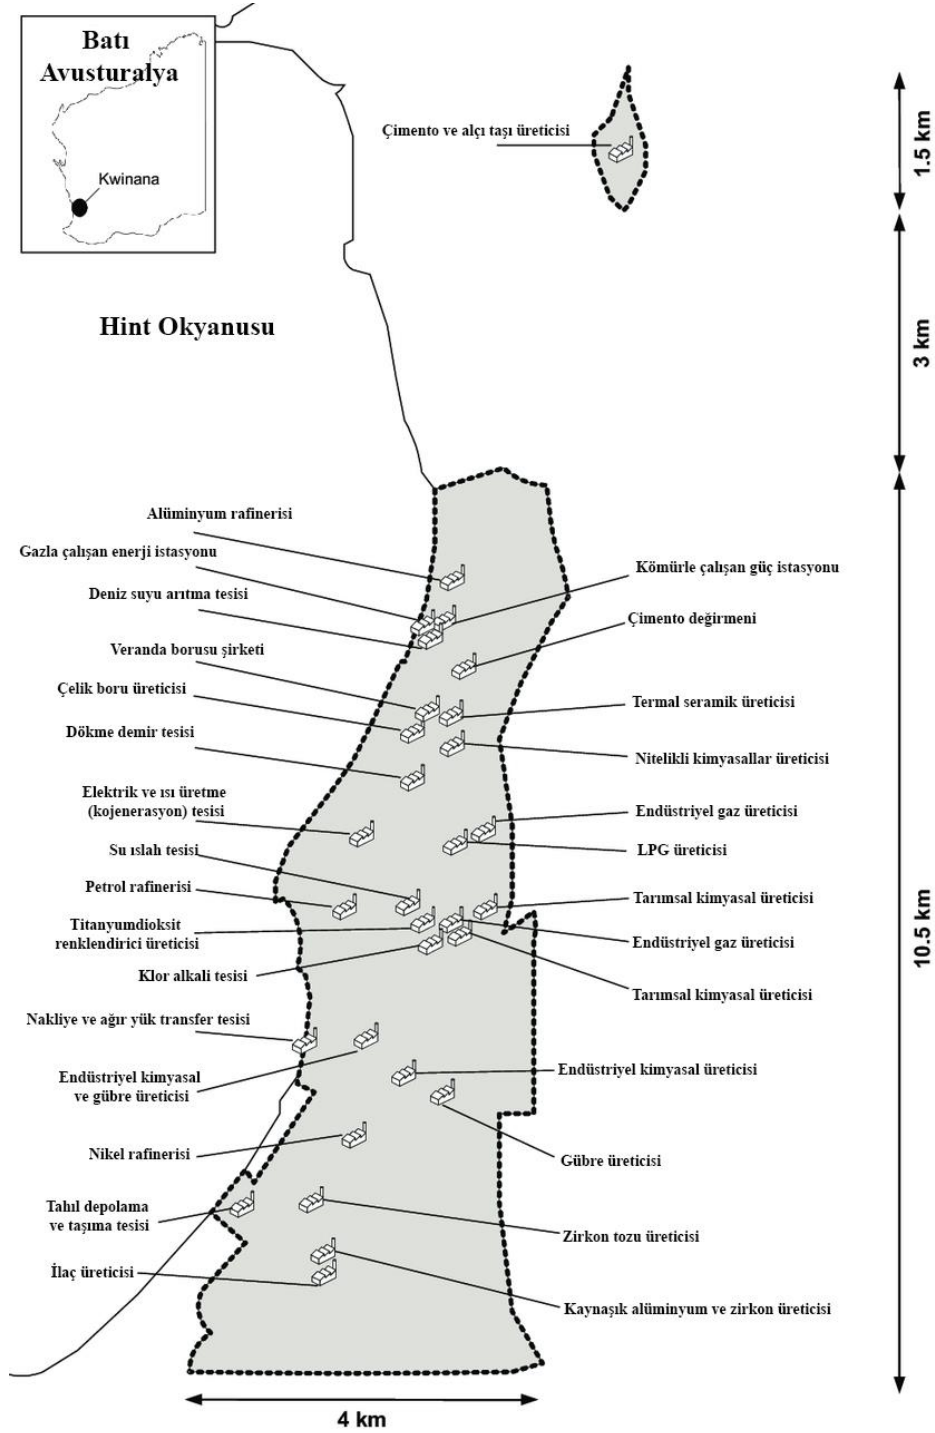 Batı
Avusturalya
Kwinana
Çimento ve alçı taşı üreticisi
1.5 km
Hint Okyanusu
3 km
Alüminyum rafinerisi
Gazla çalışan enerji istasyonu
Kömürle çalışan güç istasyonu
Deniz suyu arıtma tesisi
Çimento değirmeni
Veranda borusu şirketi
Çelik boru üreticisi
Termal seramik üreticisi
Dökme demir tesisi
Nitelikli kimyasallar üreticisi
Elektrik ve ısı üretme
(kojenerasyon) tesisi
Endüstriyel gaz üreticisi
Su ıslah tesisi
LPG üreticisi
Petrol rafinerisi
Tarımsal kimyasal üreticisi
Titanyumdioksit
renklendirici üreticisi
Endüstriyel gaz üreticisi
10.5 km
Klor alkali tesisi
Tarımsal kimyasal üreticisi
Nakliye ve ağır yük transfer tesisi
Endüstriyel kimyasal
ve gübre üreticisi
Endüstriyel kimyasal üreticisi
Nikel rafinerisi
Gübre üreticisi
Tahıl depolama
ve taşıma tesisi
Zirkon tozu üreticisi
İlaç üreticisi
Kaynaşık alüminyum ve zirkon üreticisi
4 km